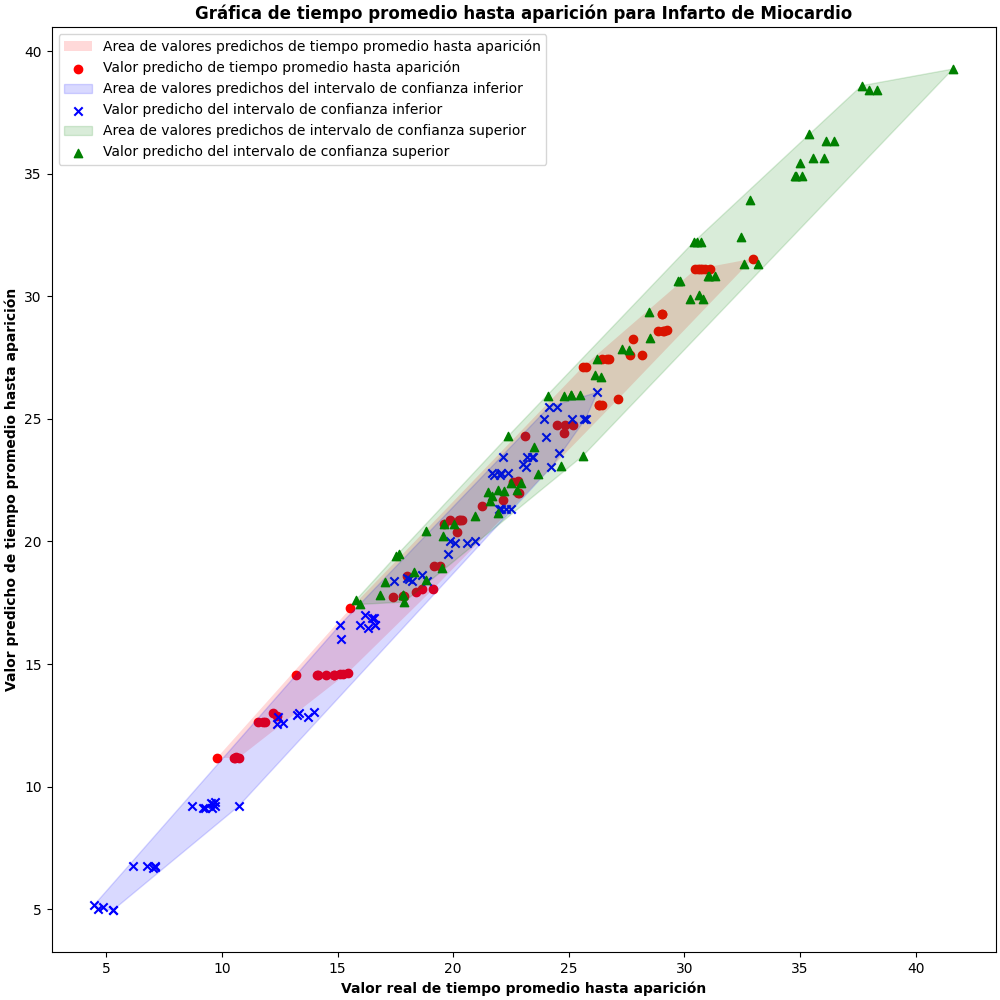 Gráfica de tiempo promedio hasta aparición para Infarto de Miocardio
Area de valores predichos de tiempo promedio hasta aparición
Valor predicho de tiempo promedio hasta aparición
Area de valores predichos del intervalo de confianza inferior
Valor predicho del intervalo de confianza inferior
Area de valores predichos de intervalo de confianza superior
Valor predicho del intervalo de confianza superior
Valor predicho de tiempo promedio hasta aparición
40
35
30
25
20
15
10
5
5 10 15 20 25 30 35 40
Valor real de tiempo promedio hasta aparición